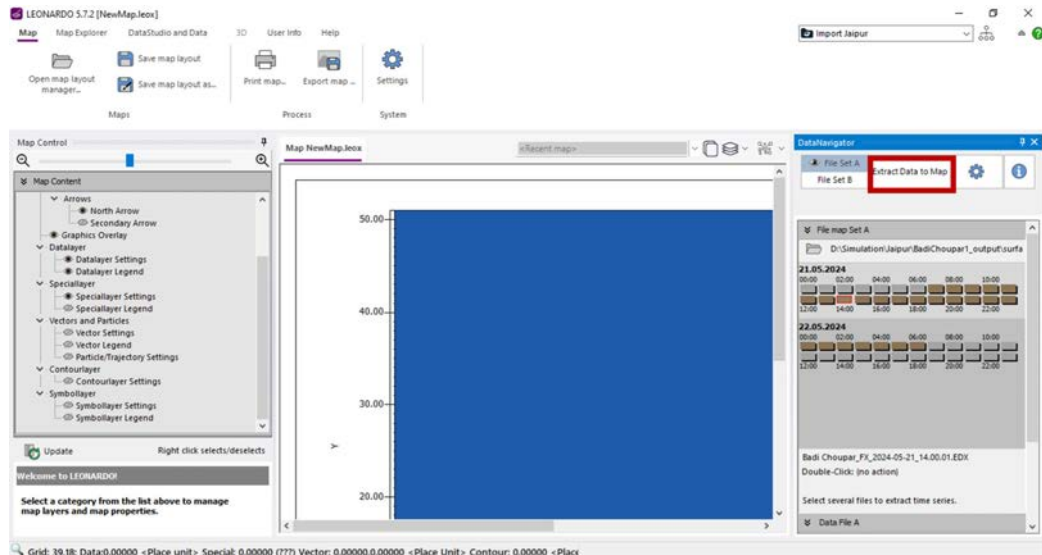 LEONARDO 5.7.2 [NewMap.leox]
Map Map Explorer DataStudio and Data 3D User Info Help
Import Jaipur
Open map layout manager...
Save map layout
Save map layout as...
Print map...
Export map ...
Settings
Maps Process System
Map Control
Map Content
Arrows
North Arrow
Secondary Arrow
Graphics Overlay
Datalayer
Datalayer Settings
Datalayer Legend
Speciallayer
Speciallayer Settings
Speciallayer Legend
Vectors and Particles
Vector Settings
Vector Legend
Particle/Trajectory Settings
Contourlayer
Contourlayer Settings
Symbollayer
Symbollayer Settings
Symbollayer Legend
Update Right click selects/deselects
Welcome to LEONARDO!
Select a category from the list above to manage
map layers and map properties.
Map NewMap.leox
<Recent map>
50.00
40.00
30.00
Y
20.00
DataNavigator
File Set A
File Set B
Extract Data to Map
File map Set A
D:\Simulation\Jaipur\BadiChoupar1_output\surfa
21.05.2024
00:00 02:00 04:00 06:00 08:00 10:00
12:00 14:00 16:00 18:00 20:00 22:00
22.05.2024
00:00 02:00 04:00 06:00 08:00 10:00
12:00 14:00 16:00 18:00 20:00 22:00
Badi Choupar_FX_2024-05-21_14.00.01.EDX
Double-Click: (no action)
Select several files to extract time series.
Data File A
Grid: 39,18; Data:0.00000 <Place unit> Special: 0.00000 (???) Vector: 0.00000,0.00000 <Place Unit> Contour: 0.00000 <Place